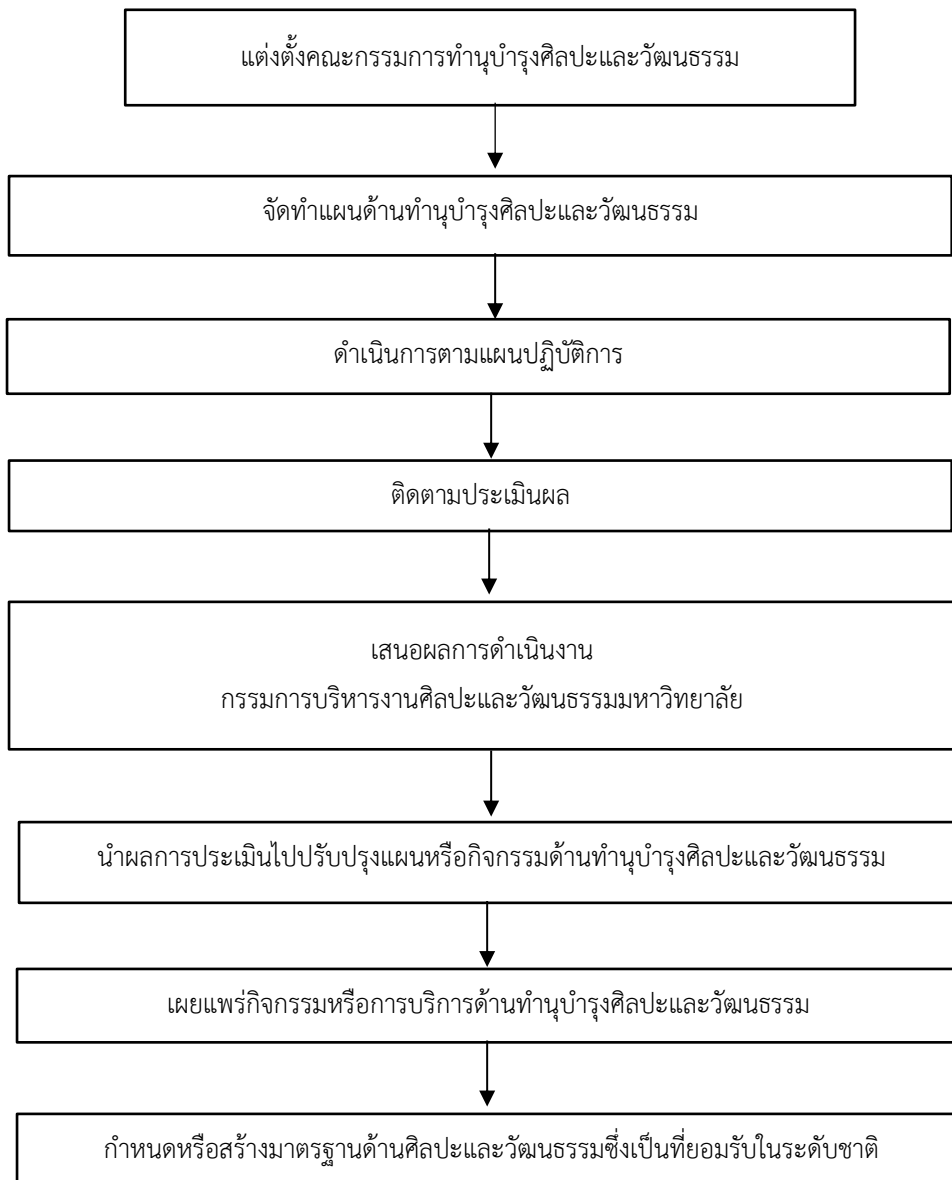 แต่งตั้งคณะกรรมการทำนุบำรุงศิลปะและวัฒนธรรม
จัดทำแผนด้านทำนุบำรุงศิลปะและวัฒนธรรม
ดำเนินการตามแผนปฏิบัติการ
ติดตามประเมินผล
เสนอผลการดำเนินงาน
กรรมการบริหารงานศิลปะและวัฒนธรรมมหาวิทยาลัย
นำผลการประเมินไปปรับปรุงแผนหรือกิจกรรมด้านทำนุบำรุงศิลปะและวัฒนธรรม
เผยแพร่กิจกรรมหรือการบริการด้านทำนุบำรุงศิลปะและวัฒนธรรม
กำหนดหรือสร้างมาตรฐานด้านศิลปะและวัฒนธรรมซึ่งเป็นที่ยอมรับในระดับชาติ